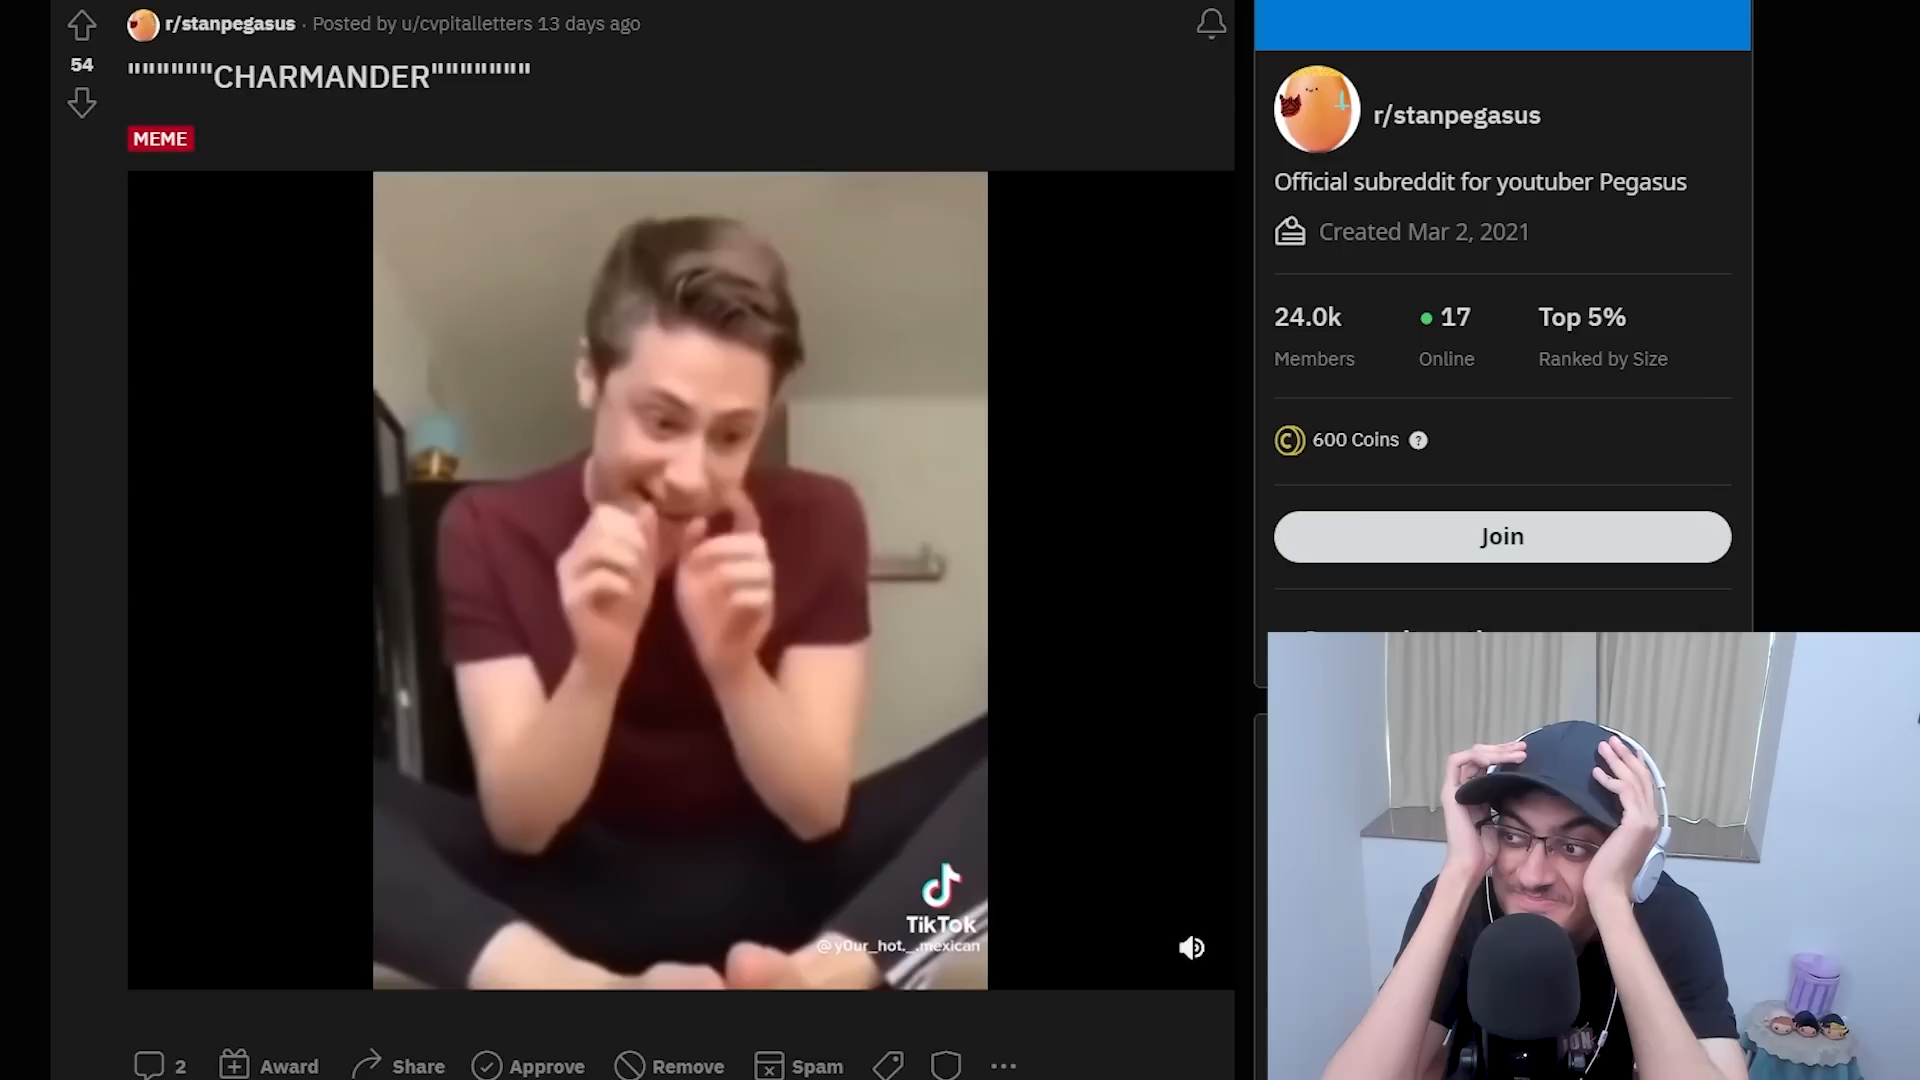 r/stanpegasus · Posted by u/cvpitalletters 13 days ago
54
""""""CHARMANDER"""""""
MEME
TikTok
@y0ur_hot._.mexican
2
Award
Share
Approve
Remove
Spam
r/stanpegasus
Official subreddit for youtuber Pegasus
Created Mar 2, 2021
24.0k
Members
17
Online
Top 5%
Ranked by Size
600 Coins
Join